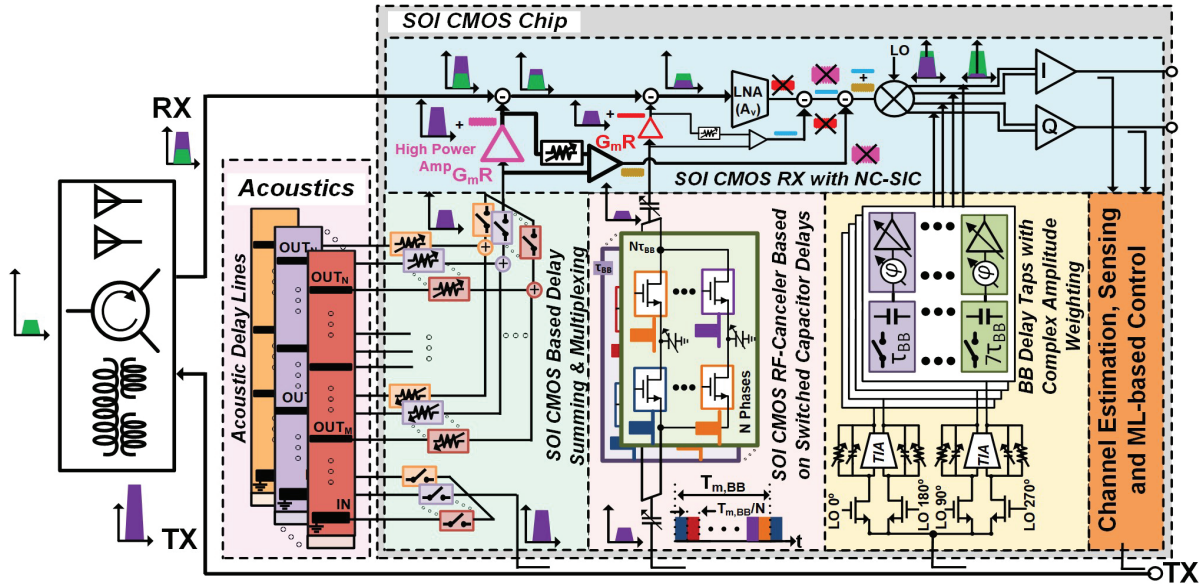 SOI CMOS Chip
RX
LO
LNA
(Aᵥ)
I
Q
+
-
-
-
-
+
+
High Power
Amp
GmR
GmR
SOI CMOS RX with NC-SIC
Acoustics
Acoustic Delay Lines
OUTN
OUTN
OUT
OUTM
IN
+
+
+
SOI CMOS Based Delay
Summing & Multiplexing
NτBB
τBB
N Phases
Tm,BB
Tm,BB/N
t
SOI CMOS RF-Canceler Based
on Switched Capacitor Delays
φ
φ
τBB
7τBB
TIA
TIA
LO 0°
LO 180°
LO 90°
LO 270°
BB Delay Taps with
Complex Amplitude
Weighting
Channel Estimation, Sensing
and ML-based Control
TX
TX